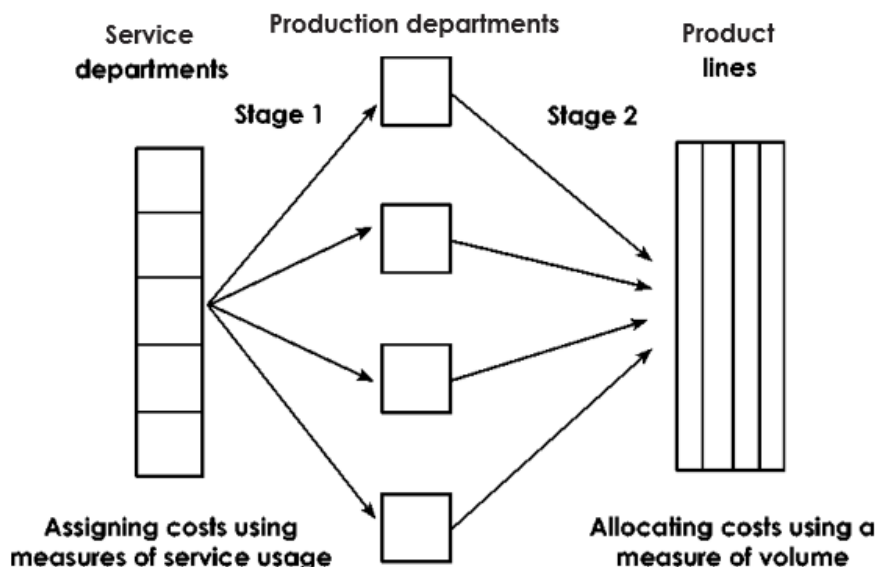 Service
departments
Production departments
Product
lines
Stage 1
Stage 2
Assigning costs using
measures of service usage
Allocating costs using a
measure of volume